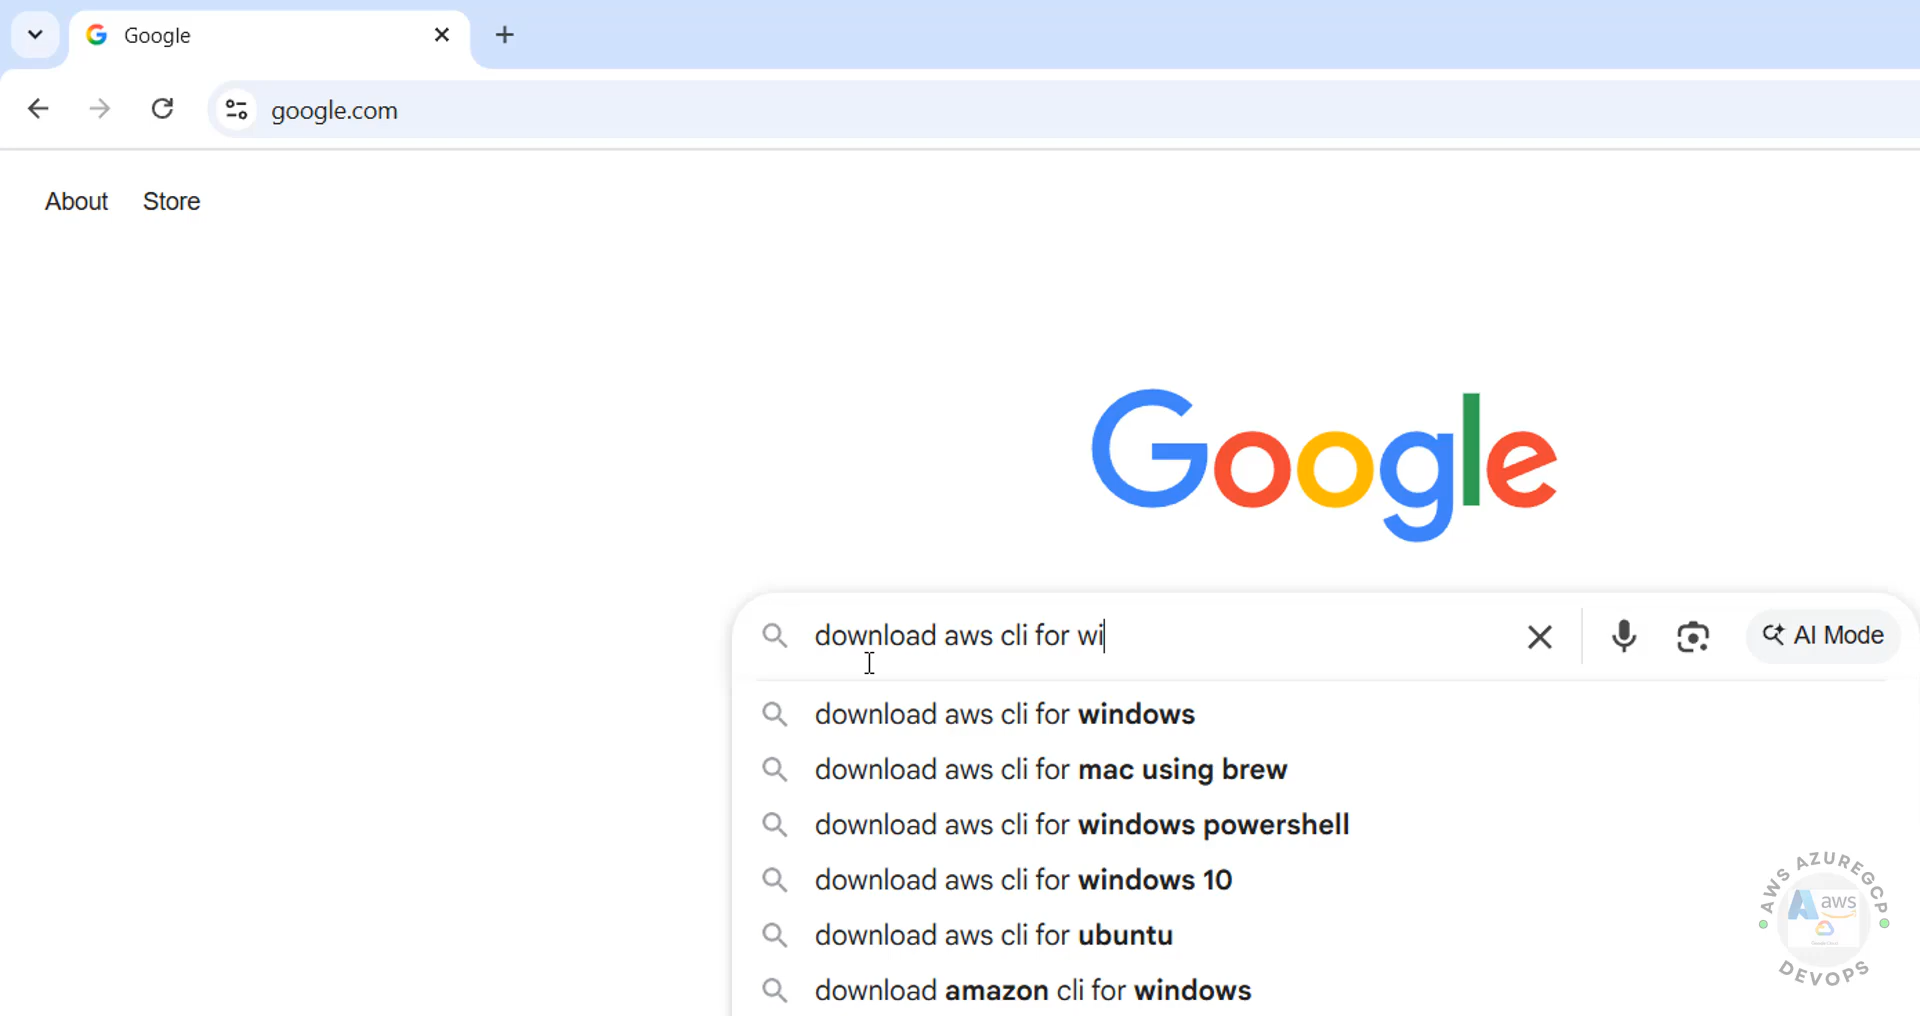 Google
google.com
About Store
Google
download aws cli for wi
AI Mode
download aws cli for windows
download aws cli for mac using brew
download aws cli for windows powershell
download aws cli for windows 10
download aws cli for ubuntu
download amazon cli for windows
AWS AZUREGCP
aws
DEVOPS